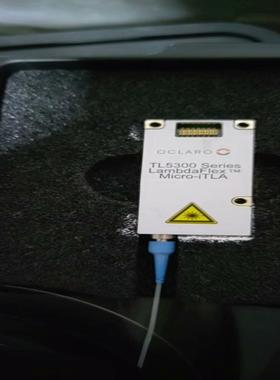 OCLARO
TL5300 Series
LambdaFlex™
Micro-iTLA